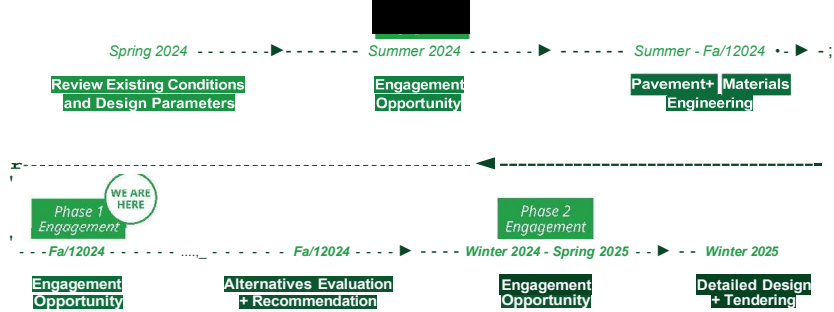 Spring 2024
Summer 2024
Summer - Fa/12024
Review Existing Conditions
and Design Parameters
Engagement
Opportunity
Pavement+ Materials
Engineering
WE ARE
HERE
Phase 1
Engagement
Phase 2
Engagement
Fa/12024
Fa/12024
Winter 2024 - Spring 2025
Winter 2025
Engagement
Opportunity
Alternatives Evaluation
+ Recommendation
Engagement
Opportunity
Detailed Design
+ Tendering